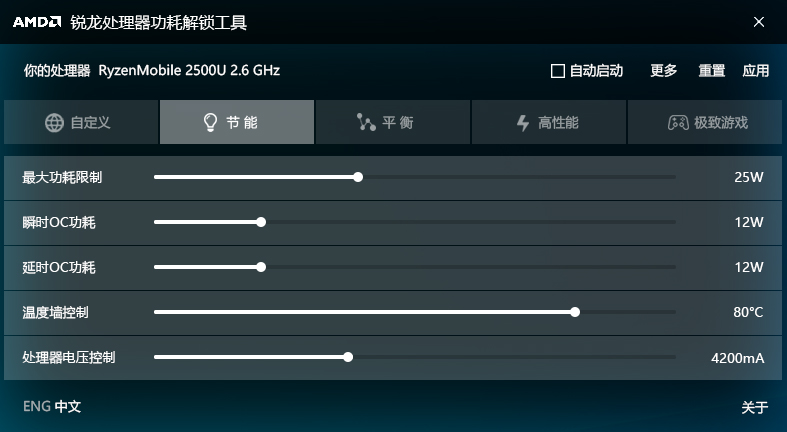 AMD 锐龙处理器功耗解锁工具
你的处理器 RyzenMobile 2500U 2.6 GHz 自动启动 更多 重置 应用
自定义 节能 平衡 高性能 极致游戏
最大功耗限制 25W
瞬时OC功耗 12W
延时OC功耗 12W
温度墙控制 80°C
处理器电压控制 4200mA
ENG 中文 关于